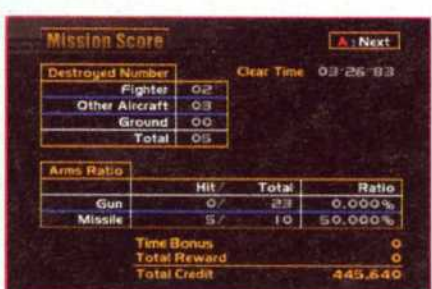 Mission Score
A: Next
Destroyed Number
Clear Time 03'26"83
Fighter 02
Other Aircraft 03
Ground 00
Total 05
Arms Ratio
Hit/ Total Ratio
Gun 0/ 23 0.000%
Missile 5/ 10 50.000%
Time Bonus 0
Total Reward 0
Total Credit 445,640